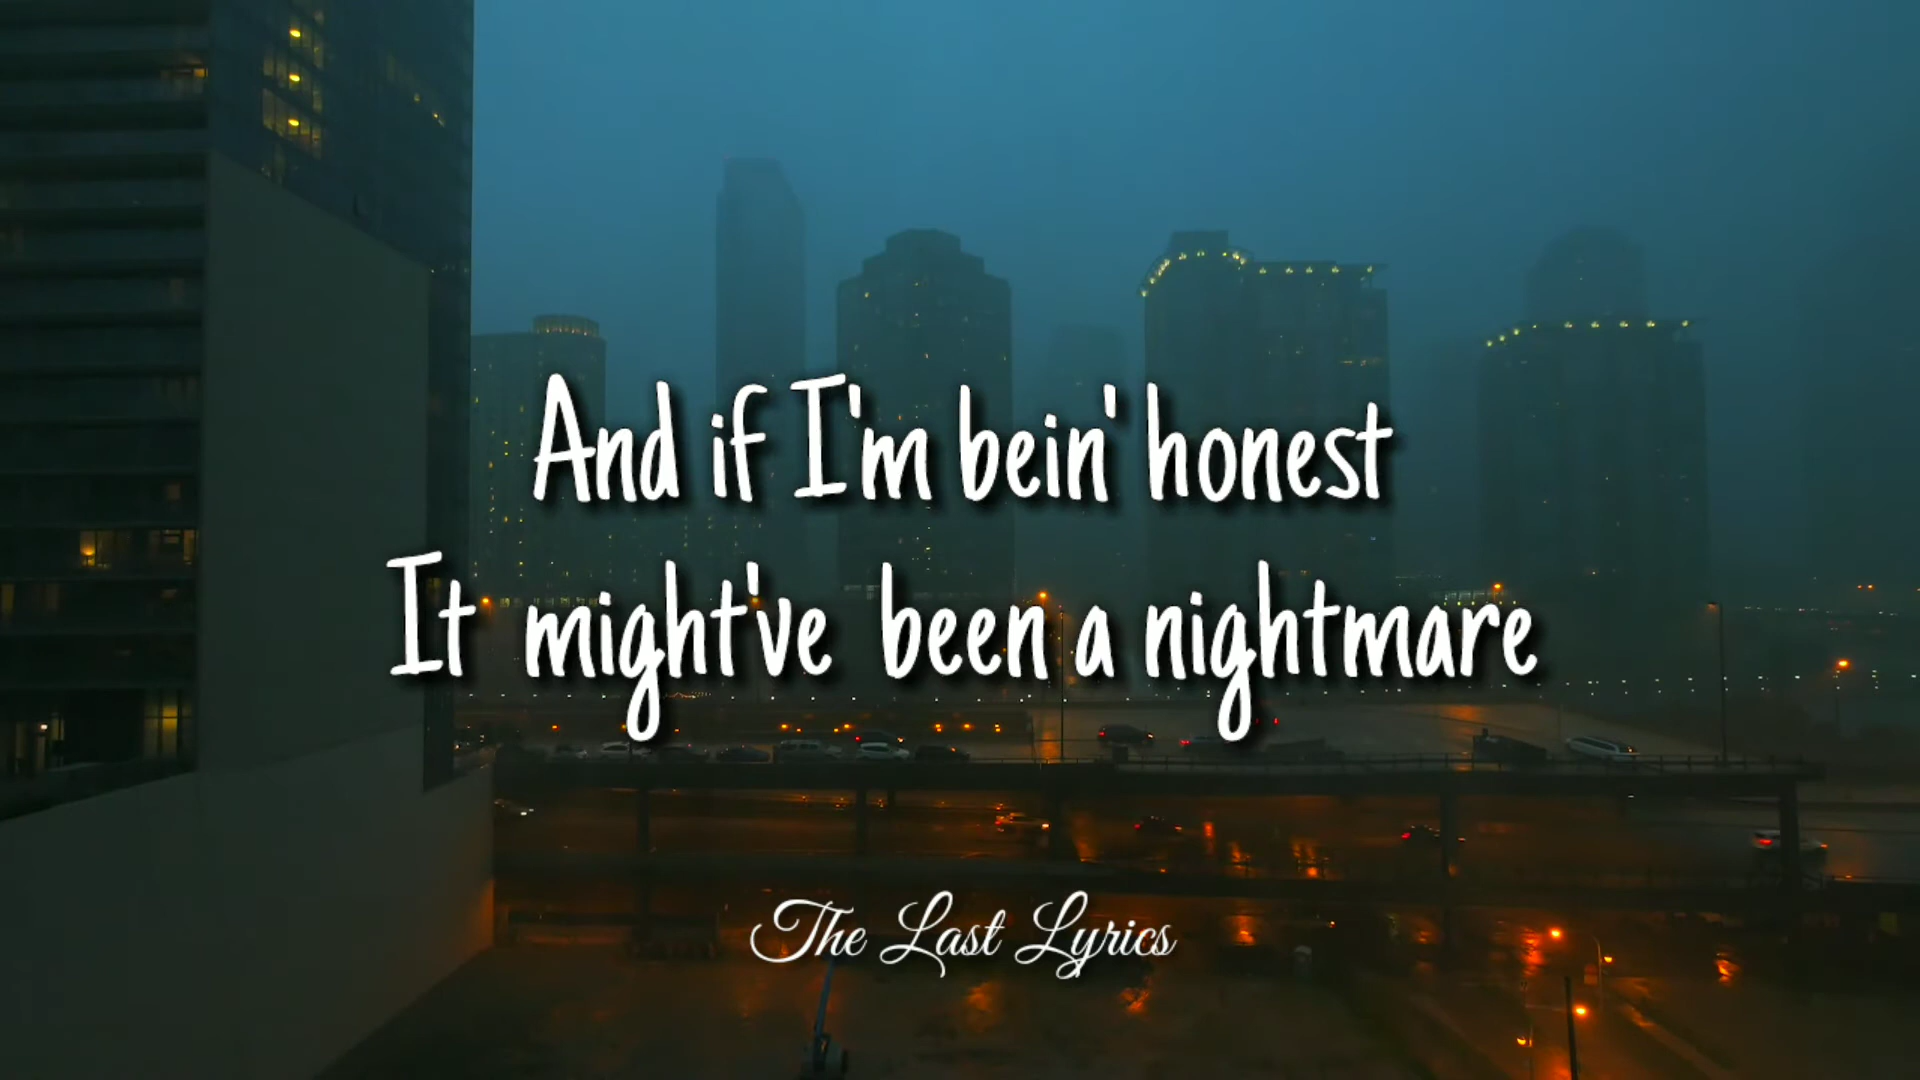 And if I'm bein' honest
It might've been a nightmare
The Last Lyrics